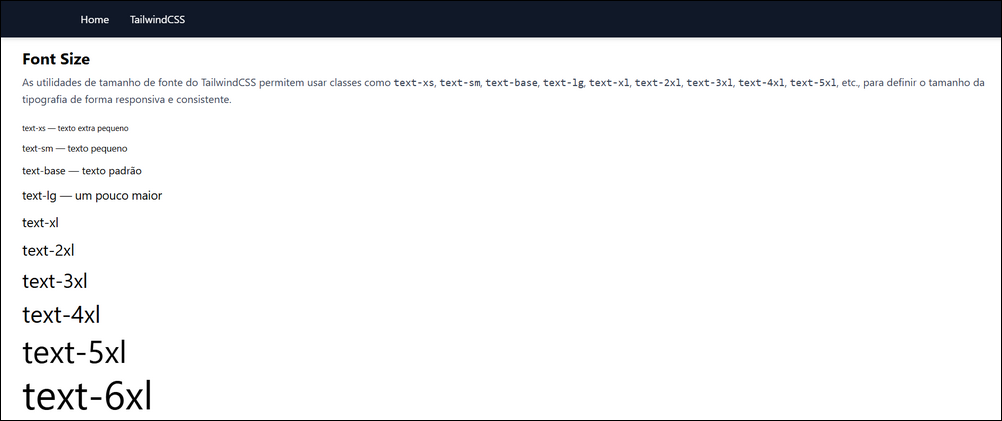 Home TailwindCSS
Font Size
As utilidades de tamanho de fonte do TailwindCSS permitem usar classes como text-xs, text-sm, text-base, text-lg, text-xl, text-2xl, text-3xl, text-4xl, text-5xl, etc., para definir o tamanho da
tipografia de forma responsiva e consistente.
text-xs — texto extra pequeno
text-sm — texto pequeno
text-base — texto padrão
text-lg — um pouco maior
text-xl
text-2xl
text-3xl
text-4xl
text-5xl
text-6xl